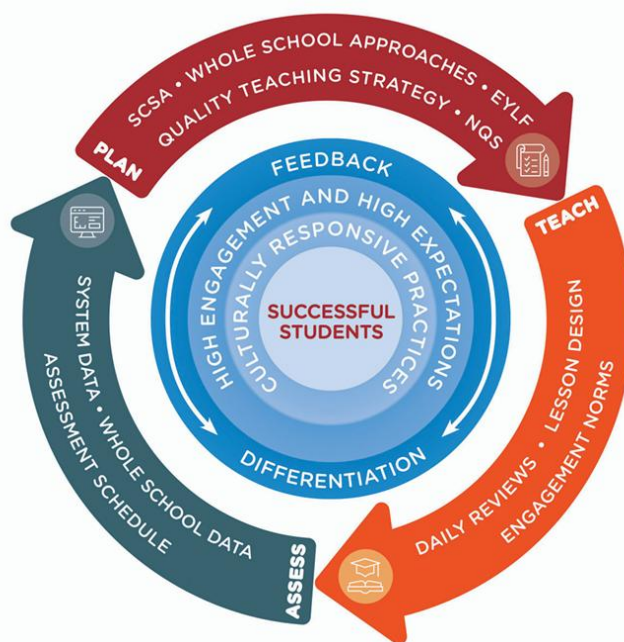 PLAN
SCSA • WHOLE SCHOOL APPROACHES • EYLF
QUALITY TEACHING STRATEGY • NQS
TEACH
LESSON DESIGN • DAILY REVIEWS
ENGAGEMENT NORMS
ASSESS
SYSTEM DATA • WHOLE SCHOOL DATA
ASSESSMENT SCHEDULE
FEEDBACK
HIGH ENGAGEMENT AND HIGH EXPECTATIONS
CULTURALLY RESPONSIVE PRACTICES
SUCCESSFUL
STUDENTS
DIFFERENTIATION